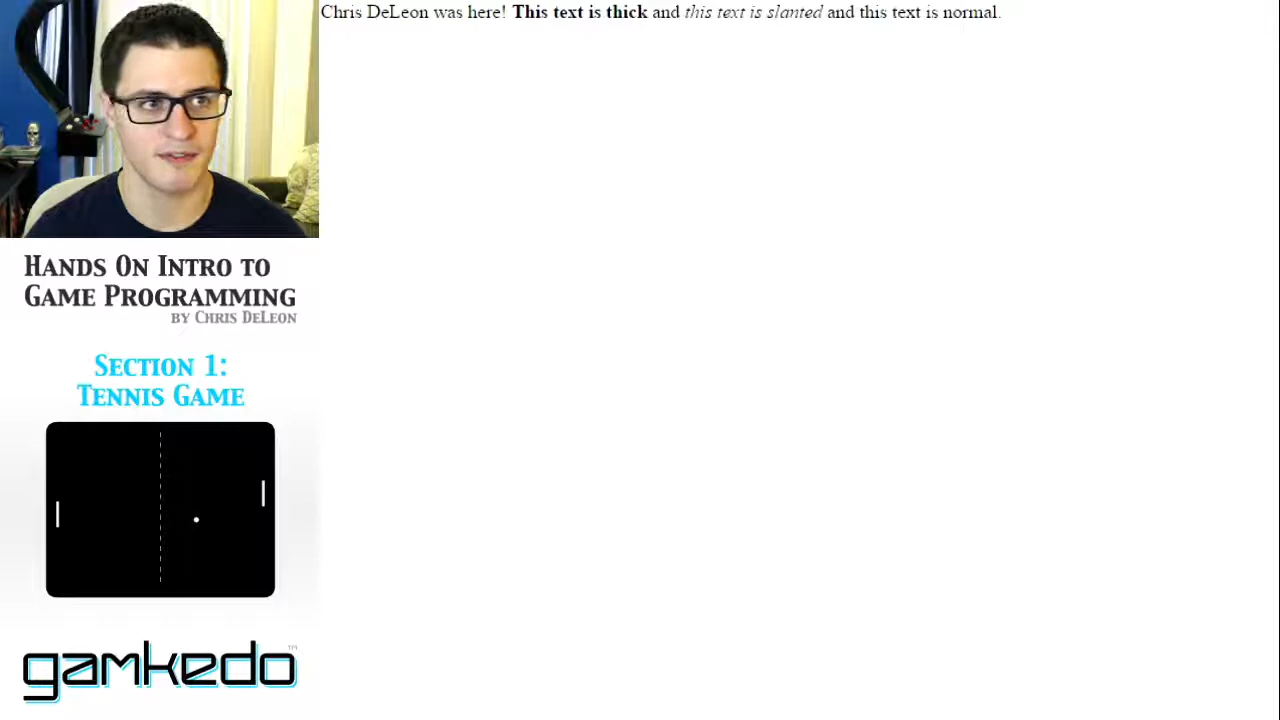 Chris DeLeon was here! This text is thick and this text is slanted and this text is normal.
Hands On Intro to
Game Programming
by Chris DeLeon
Section 1:
Tennis Game
gamkedo™